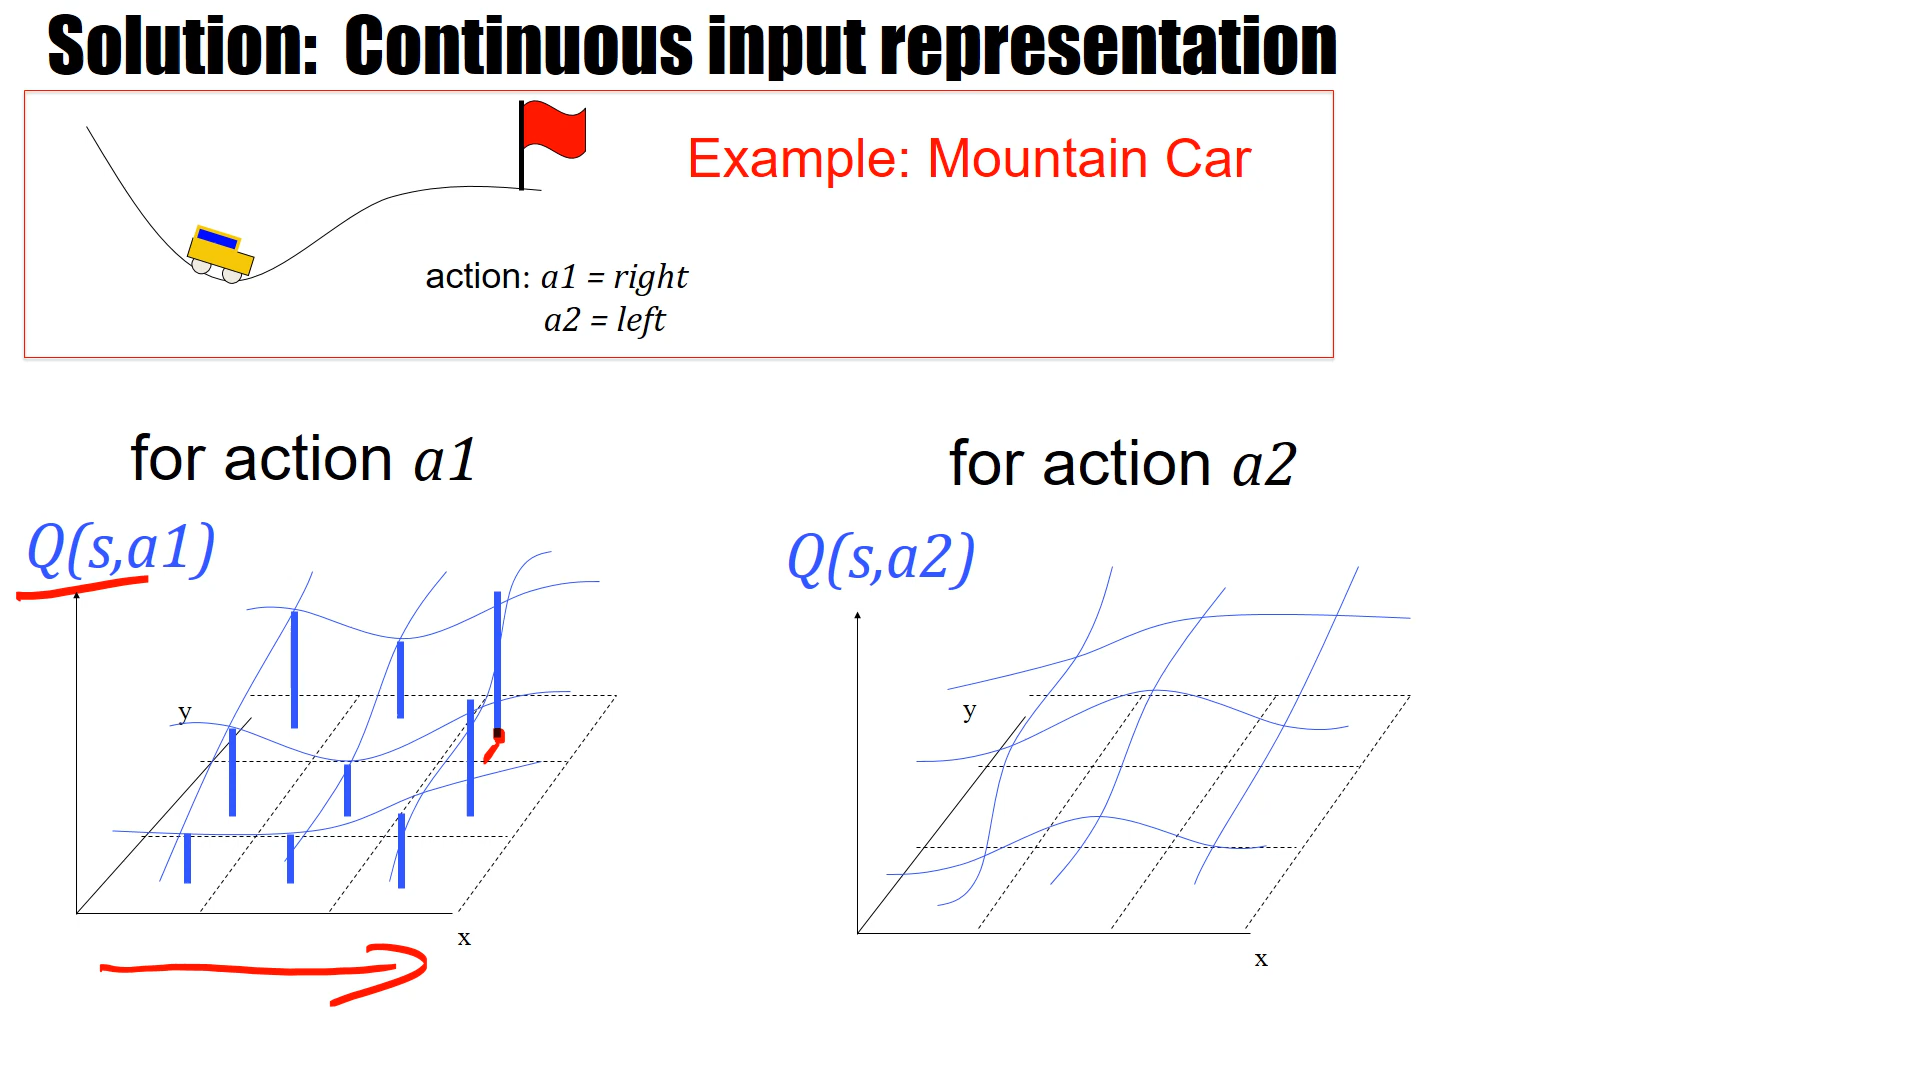 Solution: Continuous input representation
Example: Mountain Car
action: a1 = right
a2 = left
for action a1
for action a2
Q(s,a1)
Q(s,a2)
y
y
x
x